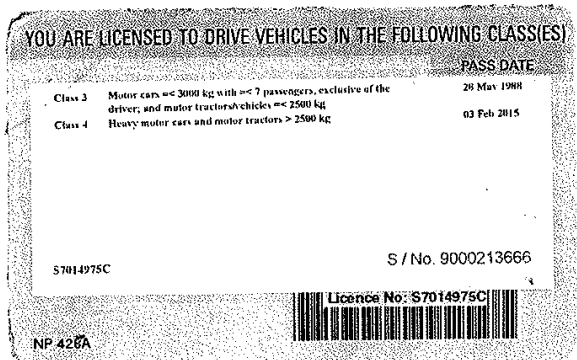 YOU ARE LICENSED TO DRIVE VEHICLES IN THE FOLLOWING CLASS(ES)
PASS DATE
Class 3 Motor cars =< 3000 kg with =< 7 passengers, exclusive of the 28 May 1988
driver; and motor tractors/vehicles =< 2500 kg
Class 4 Heavy motor cars and motor tractors > 2500 kg 03 Feb 2015
S7014975C
S / No. 9000213666
Licence No: S7014975C
NP 428A